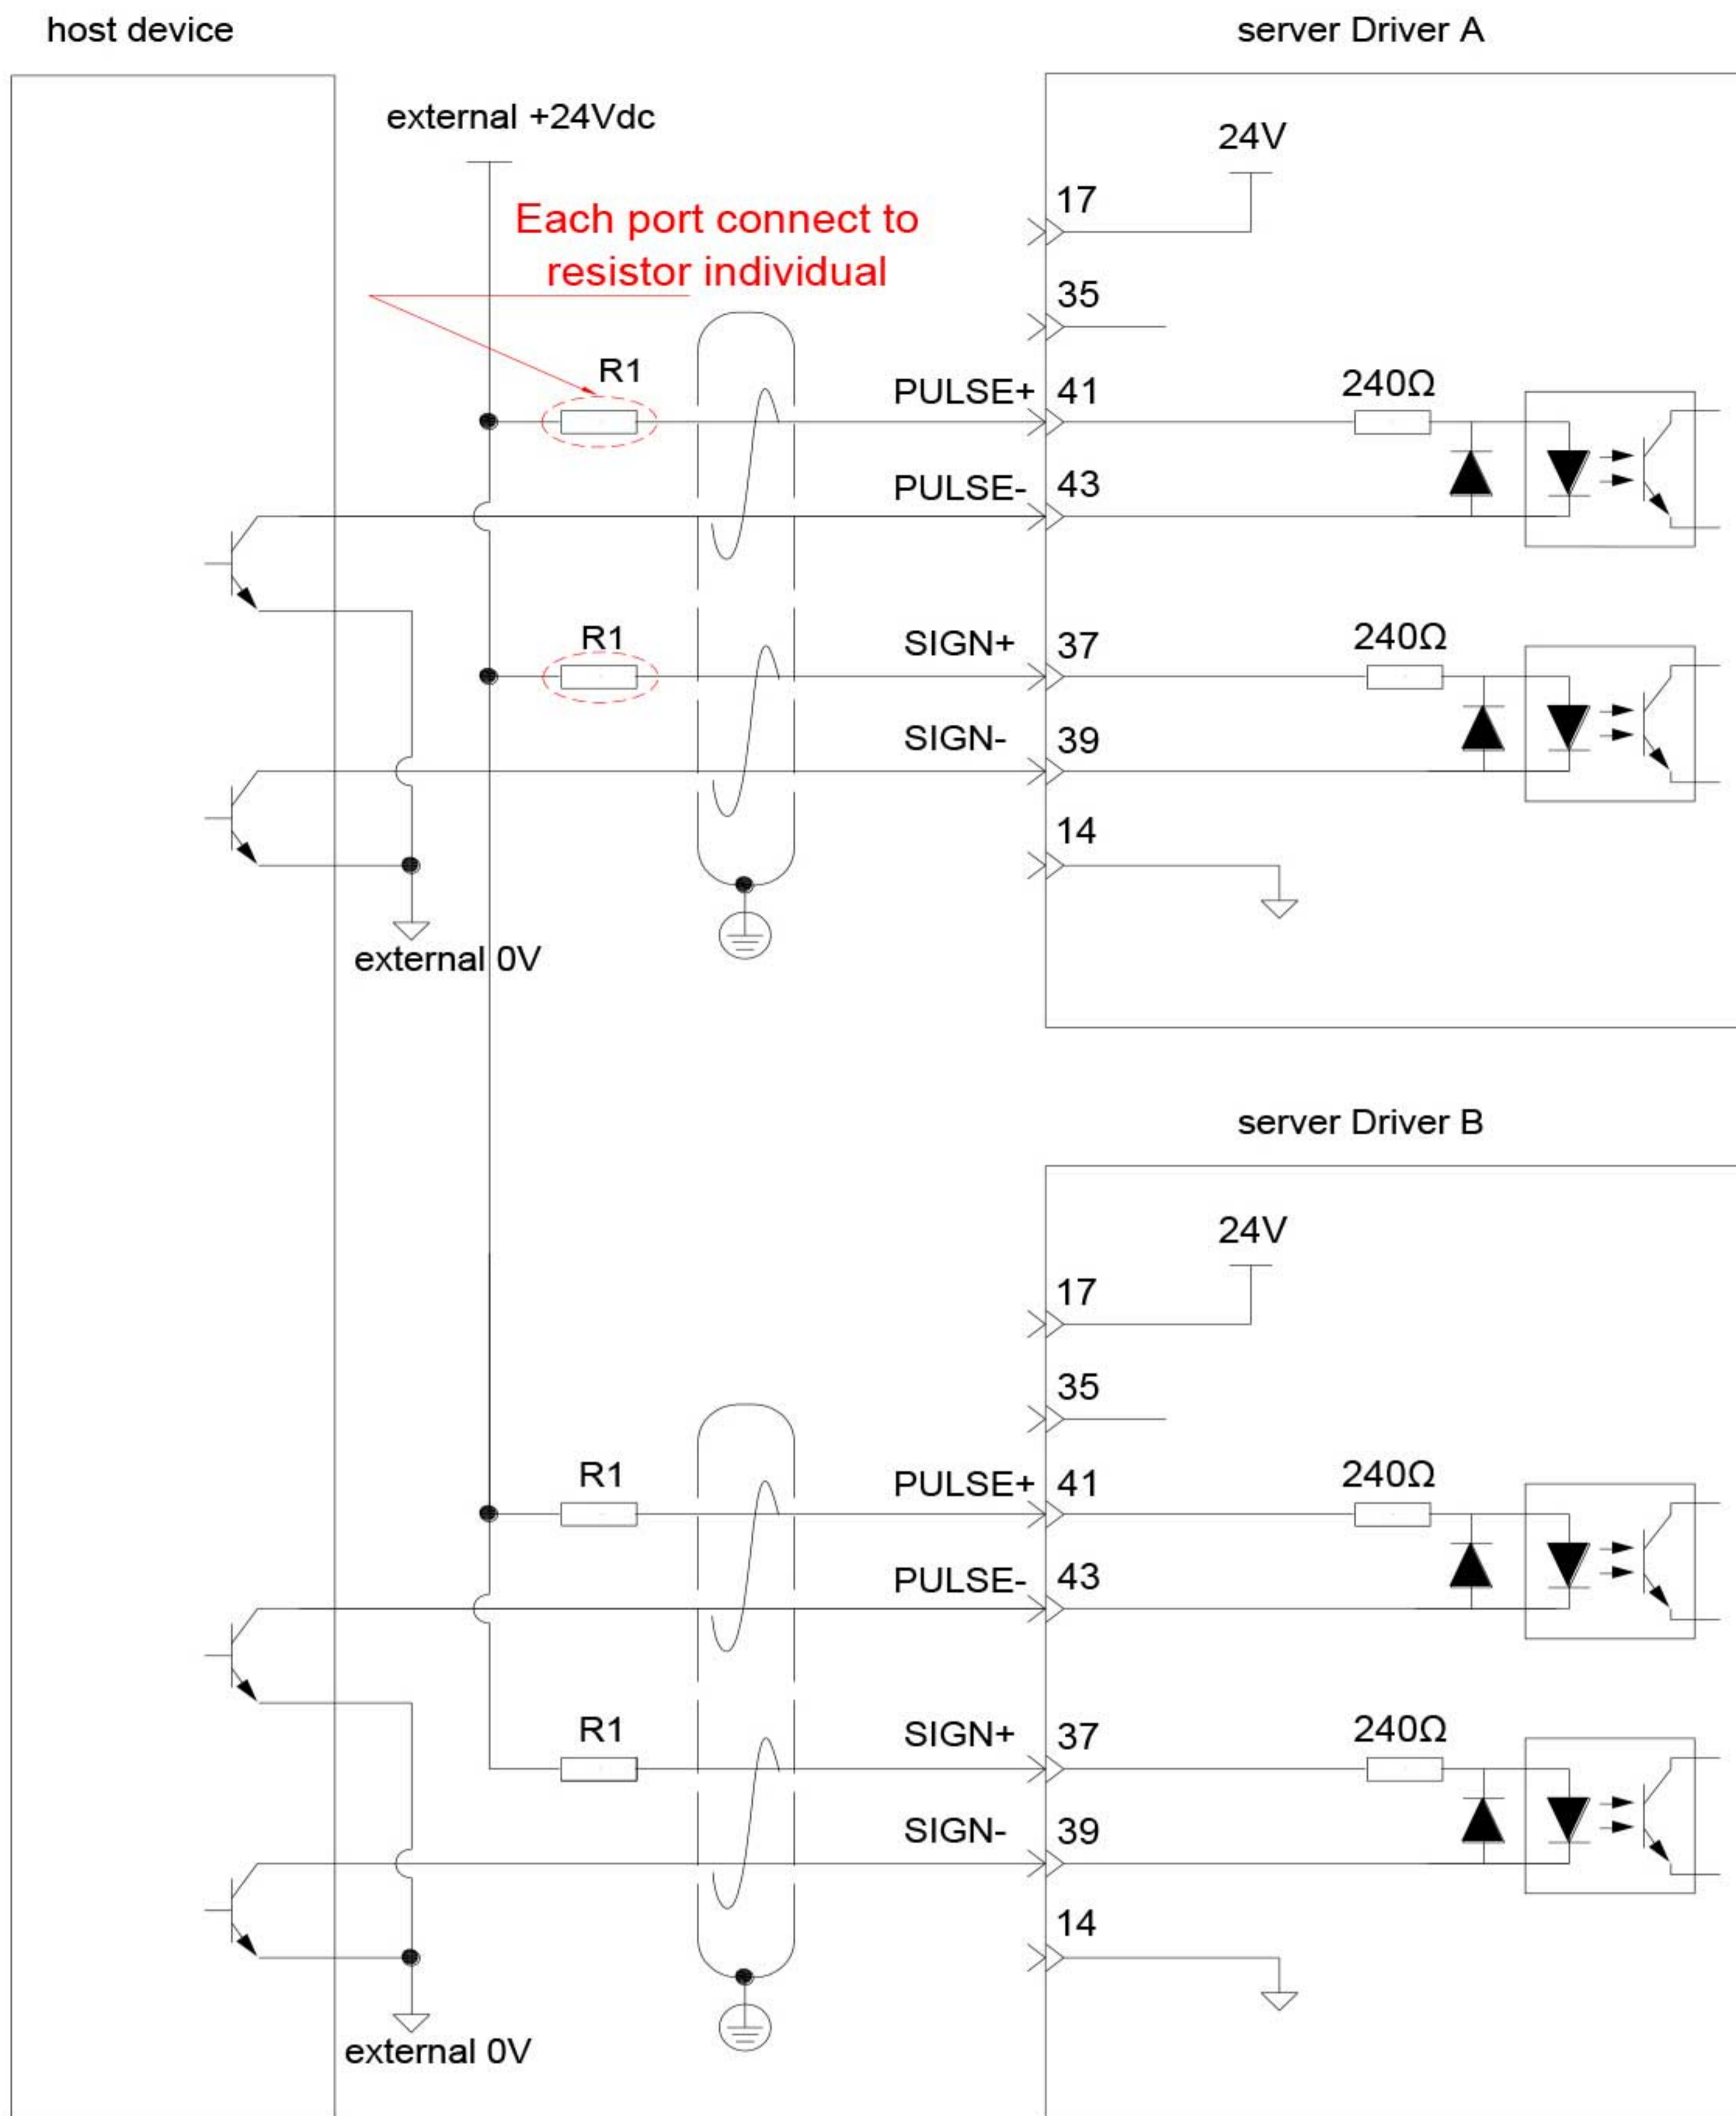 host device
server Driver A
external +24Vdc
24V
17
Each port connect to
resistor individual
35
R1
PULSE+
41
240Ω
PULSE-
43
R1
SIGN+
37
240Ω
SIGN-
39
14
external 0V
server Driver B
24V
17
35
R1
PULSE+
41
240Ω
PULSE-
43
R1
SIGN+
37
240Ω
SIGN-
39
14
external 0V